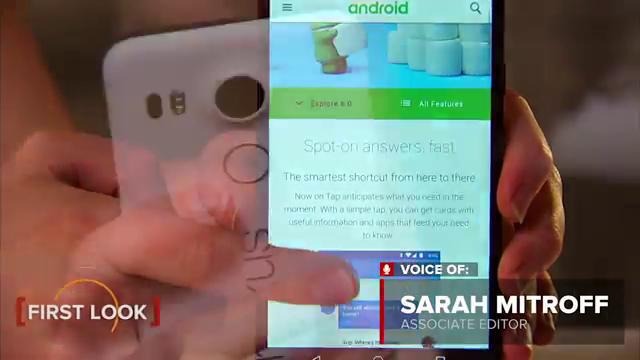 android
Explore 6.0
All Features
Spot-on answers, fast.
The smartest shortcut from here to there
Now on Tap anticipates what you need in the
moment. With a simple tap, you can get cards with
useful information and apps that feed your need
to know.
VOICE OF:
SARAH MITROFF
ASSOCIATE EDITOR
[FIRST LOOK]